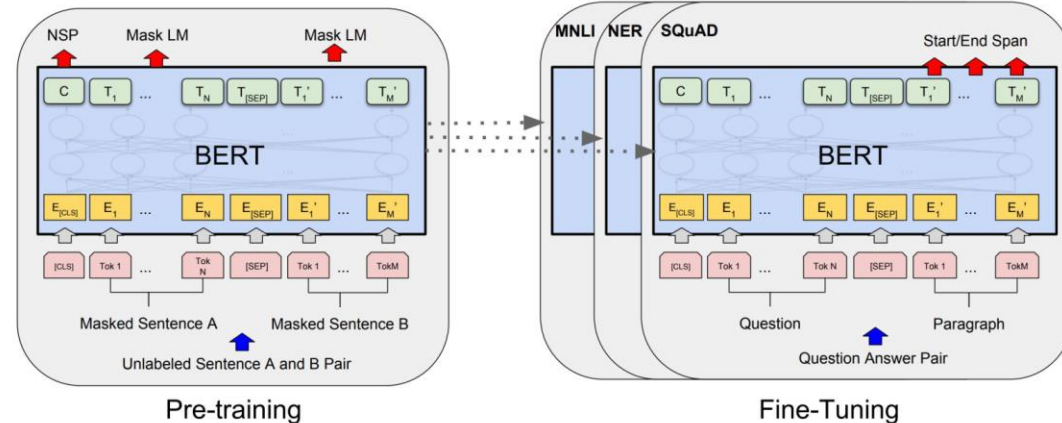 NSP Mask LM Mask LM
C T1 ... TN T[SEP] T1' ... TM'
BERT
E[CLS] E1 ... EN E[SEP] E1' ... EM'
[CLS] Tok 1 ... Tok N [SEP] Tok 1 ... TokM
Masked Sentence A Masked Sentence B
Unlabeled Sentence A and B Pair
Pre-training
MNLI NER SQuAD
Start/End Span
C T1 ... TN T[SEP] T1' ... TM'
BERT
E[CLS] E1 ... EN E[SEP] E1' ... EM'
[CLS] Tok 1 ... Tok N [SEP] Tok 1 ... TokM
Question Paragraph
Question Answer Pair
Fine-Tuning